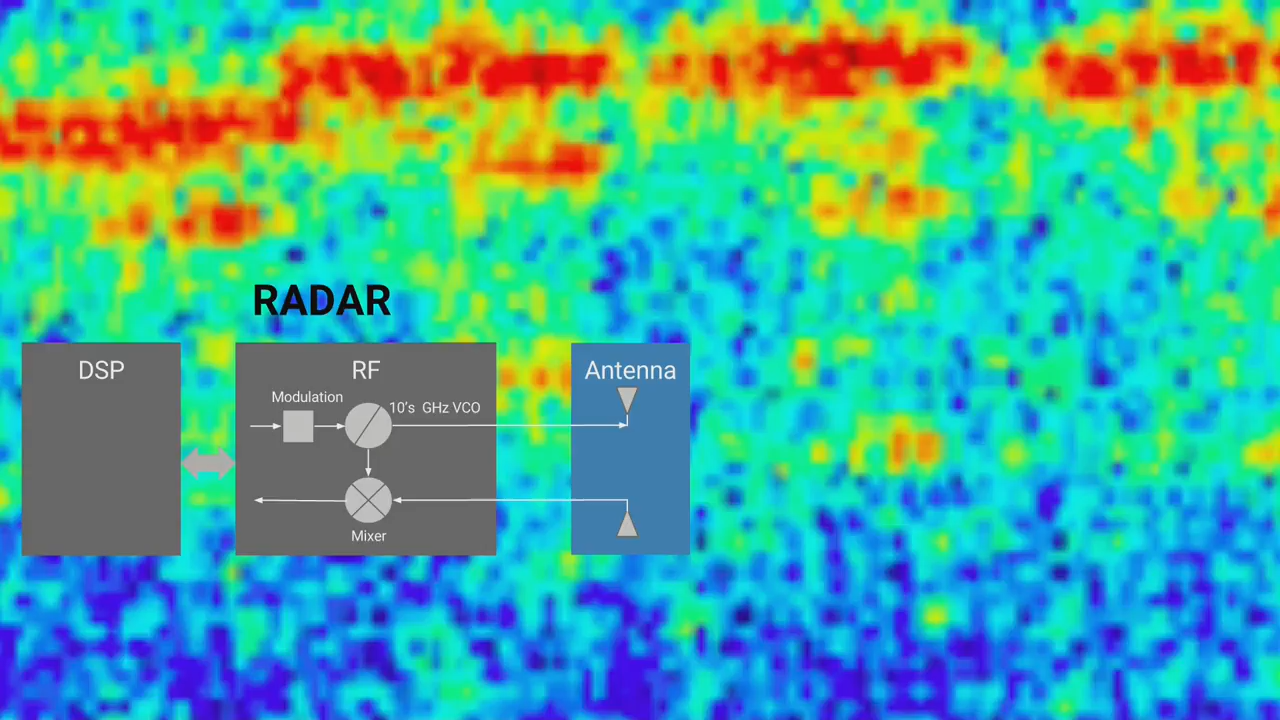 RADAR
DSP
RF
Antenna
Modulation
10's  GHz VCO
Mixer